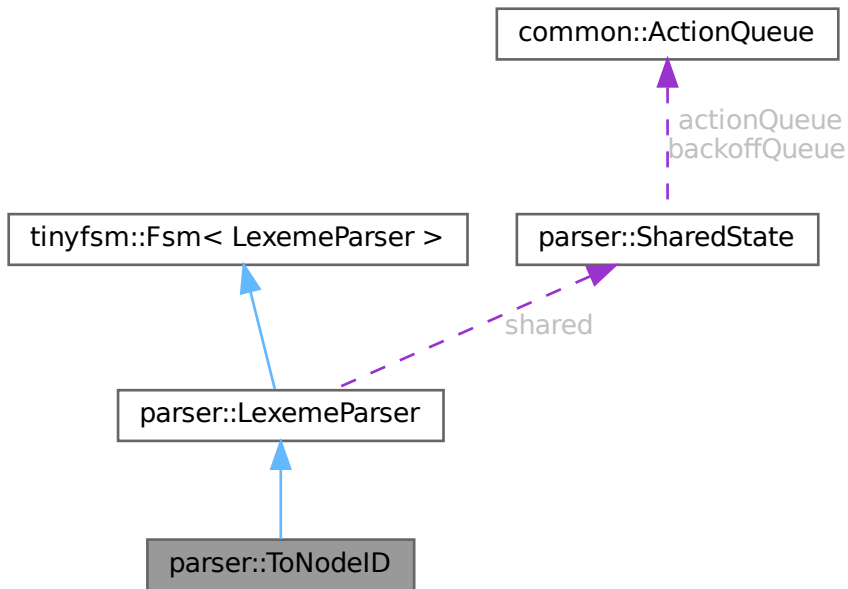 common::ActionQueue
actionQueue
backoffQueue
tinyfsm::Fsm< LexemeParser >
parser::SharedState
shared
parser::LexemeParser
parser::ToNodeID